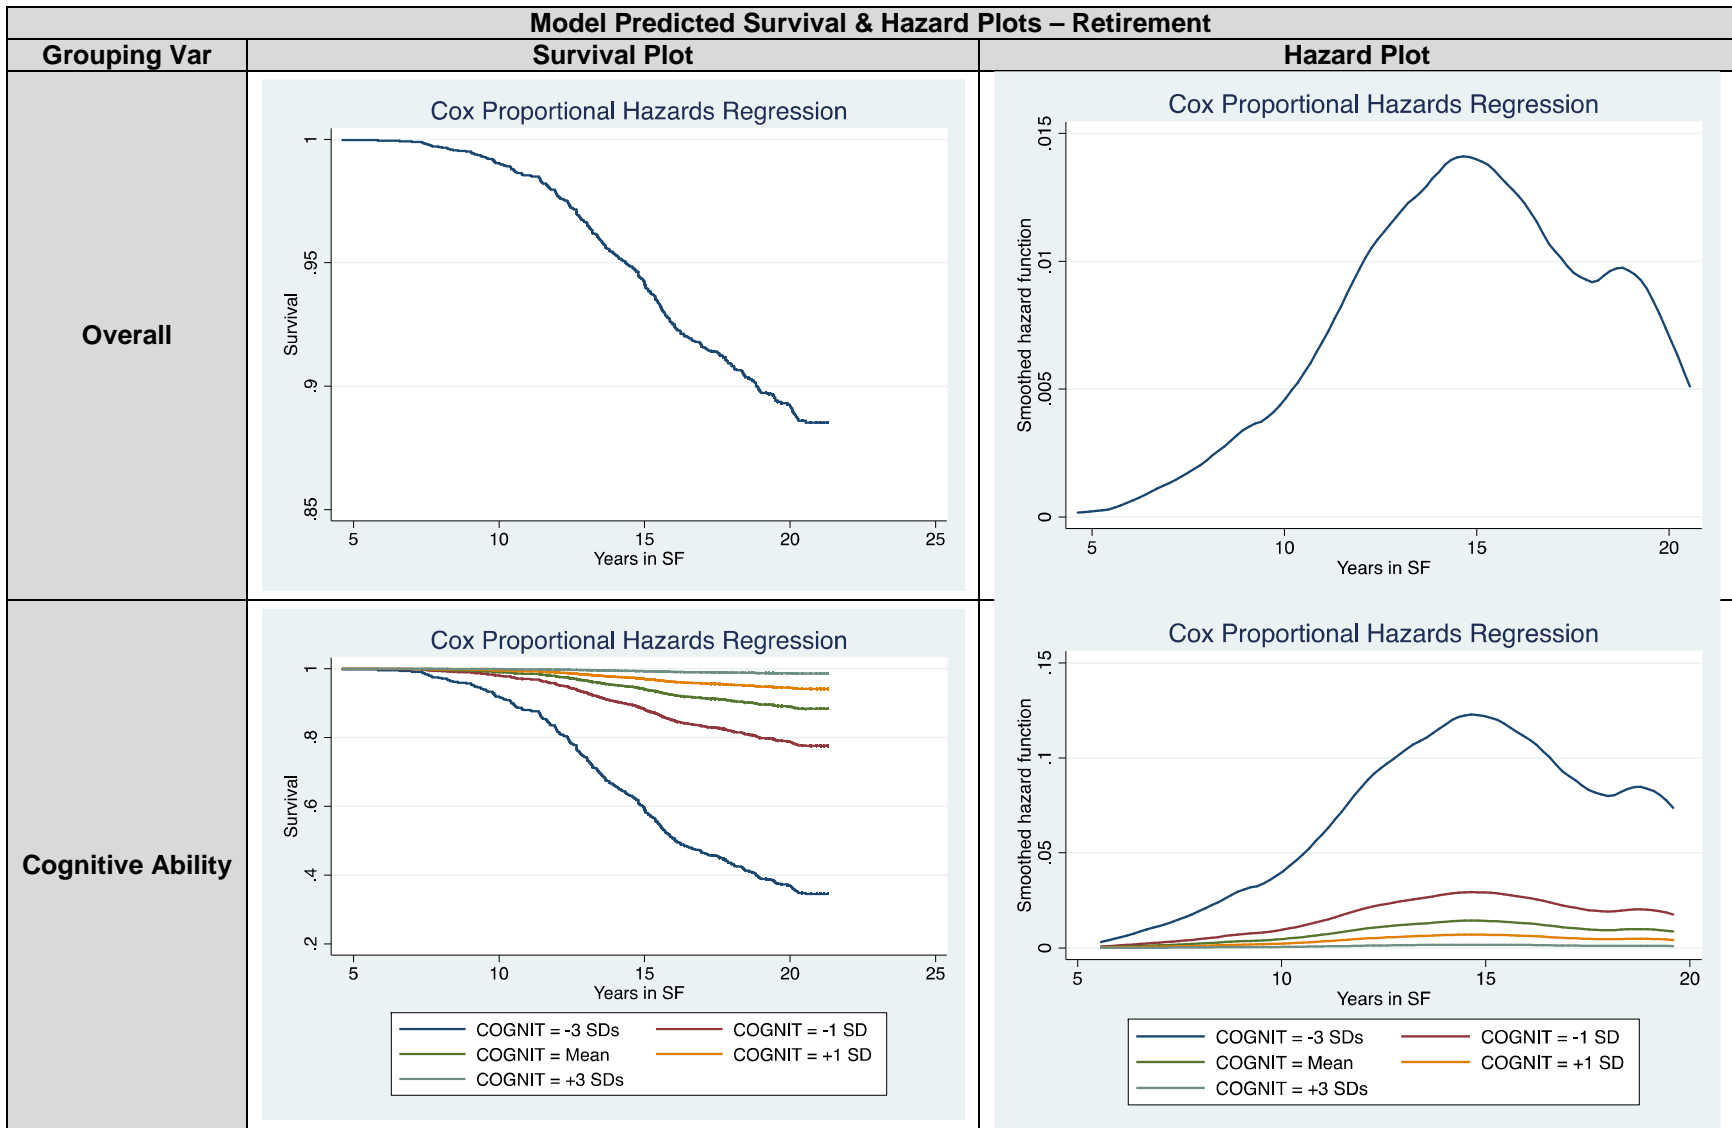 Model Predicted Survival & Hazard Plots – Retirement
Grouping Var
Survival Plot
Hazard Plot
Overall
Cox Proportional Hazards Regression
Survival
1
.95
.9
.85
5 10 15 20 25
Years in SF
Cox Proportional Hazards Regression
Smoothed hazard function
.015
.01
.005
0
5 10 15 20
Years in SF
Cognitive Ability
Cox Proportional Hazards Regression
Survival
1
.8
.6
.4
.2
5 10 15 20 25
Years in SF
COGNIT = -3 SDs COGNIT = -1 SD
COGNIT = Mean COGNIT = +1 SD
COGNIT = +3 SDs
Cox Proportional Hazards Regression
Smoothed hazard function
.15
.1
.05
0
5 10 15 20
Years in SF
COGNIT = -3 SDs COGNIT = -1 SD
COGNIT = Mean COGNIT = +1 SD
COGNIT = +3 SDs